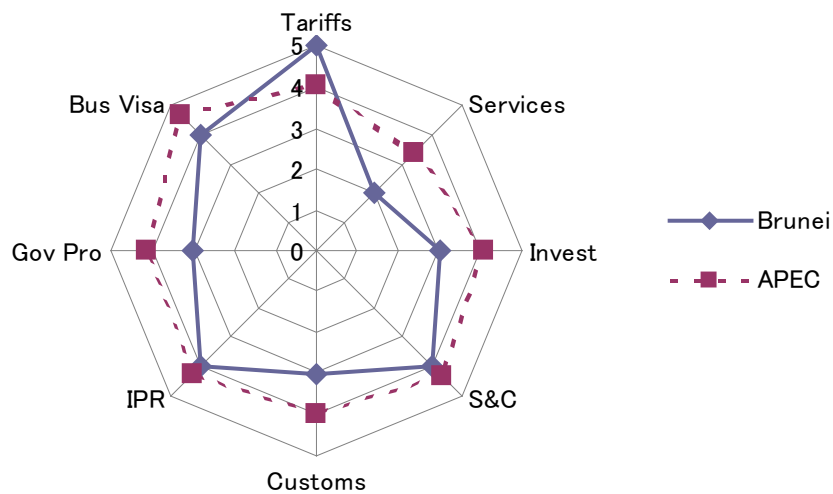 Tariffs
5
Bus Visa
4
Services
3
2
1
Gov Pro
0
Invest
IPR
S&C
Customs
Brunei
APEC